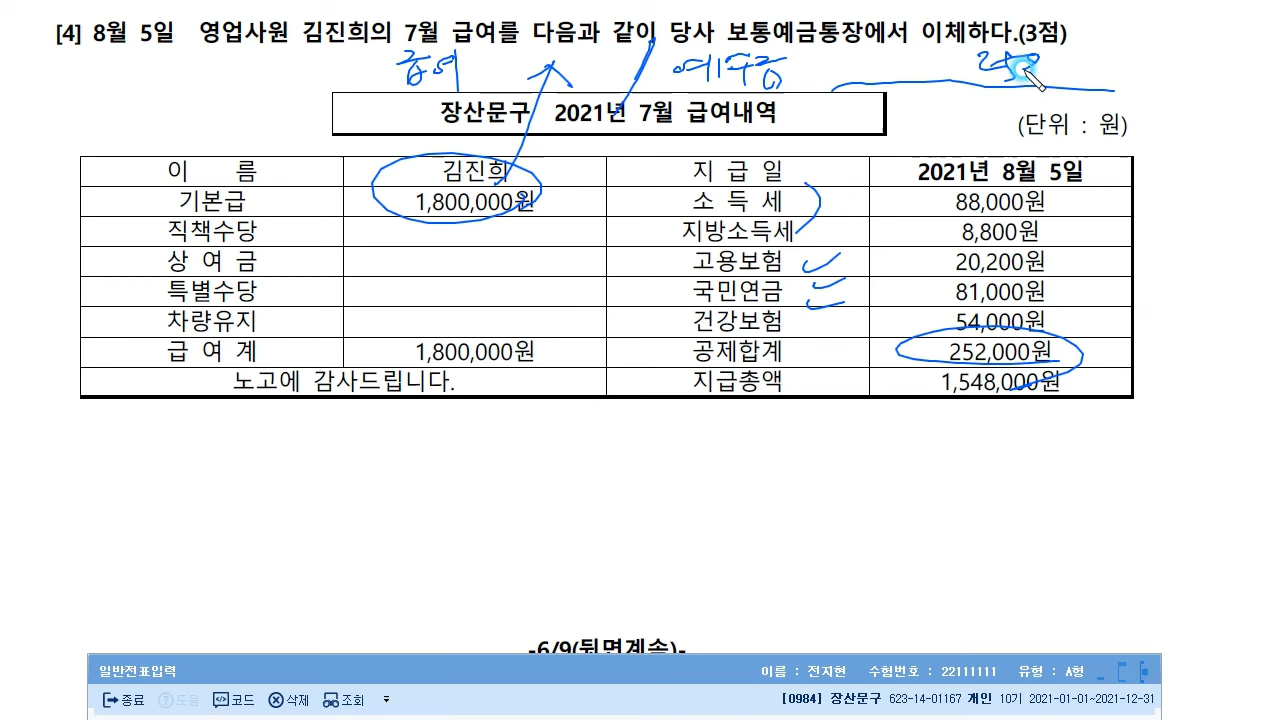 [4] 8월 5일 영업사원 김진희의 7월 급여를 다음과 같이 당사 보통예금통장에서 이체하다.(3점)
급여 예수금
장산문구 2021년 7월 급여내역
(단위 : 원)
이 름 김진희 지 급 일 2021년 8월 5일
기본급 1,800,000원 소 득 세 88,000원
직책수당 지방소득세 8,800원
상 여 금 고용보험 20,200원
특별수당 국민연금 81,000원
차량유지 건강보험 54,000원
급 여 계 1,800,000원 공제합계 252,000원
노고에 감사드립니다. 지급총액 1,548,000원
-6/9(뒷면계속)-
일반전표입력 이름 : 전지현 수험번호 : 22111111 유형 : A형
종료 도움 코드 삭제 조회 [0984] 장산문구 623-14-01167 개인 10기 2021-01-01~2021-12-31